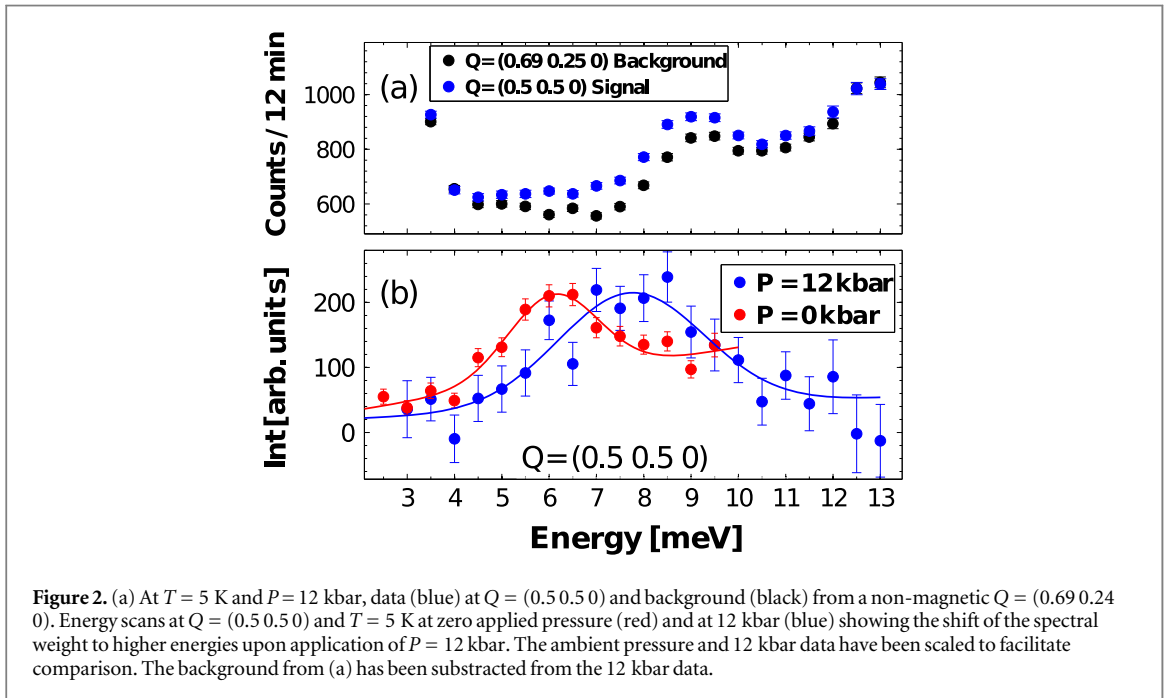 Q=(0.69 0.25 0) Background
Q=(0.5 0.5 0) Signal
(a)
Counts/12 min
1000
800
600
(b)
P=12kbar
P=0kbar
Int[arb. units]
200
100
0
Q=(0.5 0.5 0)
3 4 5 6 7 8 9 10 11 12 13
Energy [meV]
Figure 2. (a) At T = 5 K and P= 12 kbar, data (blue) at Q = (0.5 0.5 0) and background (black) from a non-magnetic Q = (0.69 0.24
0). Energy scans at Q = (0.5 0.5 0) and T = 5 K at zero applied pressure (red) and at 12 kbar (blue) showing the shift of the spectral
weight to higher energies upon application of P = 12 kbar. The ambient pressure and 12 kbar data have been scaled to facilitate
comparison. The background from (a) has been substracted from the 12 kbar data.